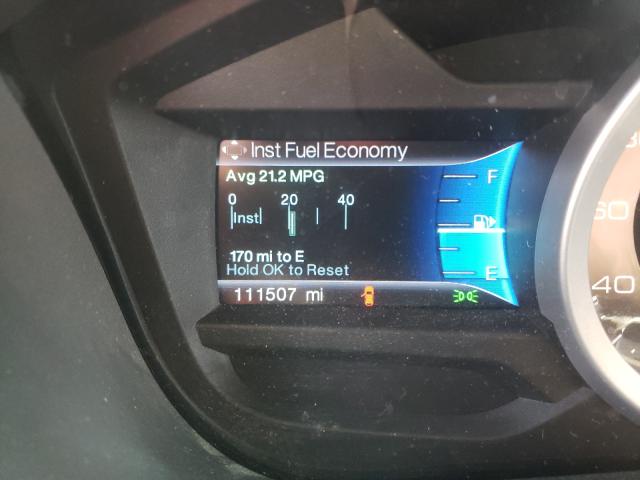 Inst Fuel Economy
Avg 21.2 MPG
F
0 20 40
Inst
170 mi to E
Hold OK to Reset
E
111507 mi
60
40